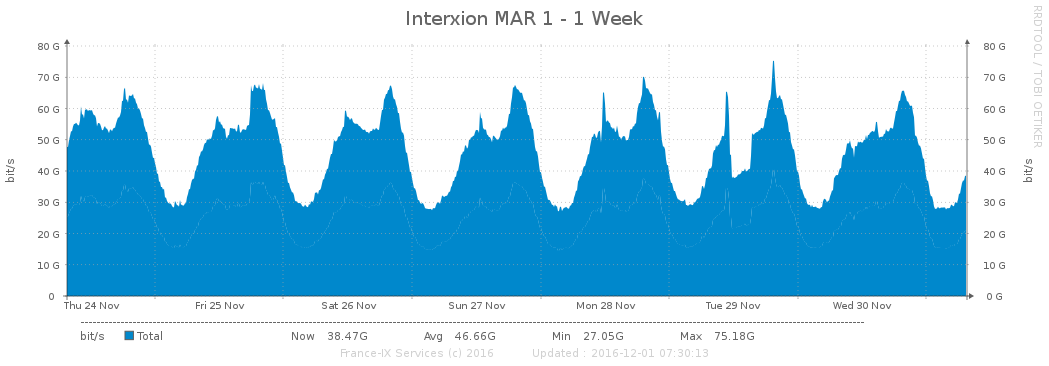 Interxion MAR 1 - 1 Week
RRDTOOL / TOBI OETIKER
80 G 80 G
70 G 70 G
60 G 60 G
50 G 50 G
40 G 40 G
30 G 30 G
20 G 20 G
10 G 10 G
0 0 G
bit/s
bit/s
Thu 24 Nov Fri 25 Nov Sat 26 Nov Sun 27 Nov Mon 28 Nov Tue 29 Nov Wed 30 Nov
bit/s Total Now 38.47G Avg 46.66G Min 27.05G Max 75.18G
France-IX Services (c) 2016 Updated : 2016-12-01 07:30:13